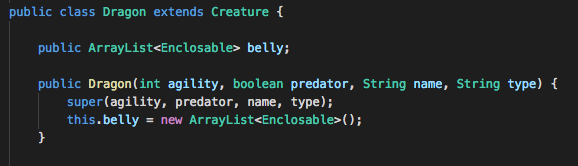 public class Dragon extends Creature {
public ArrayList<Enclosable> belly;
public Dragon(int agility, boolean predator, String name, String type) {
super(agility, predator, name, type);
this.belly = new ArrayList<Enclosable>();
}